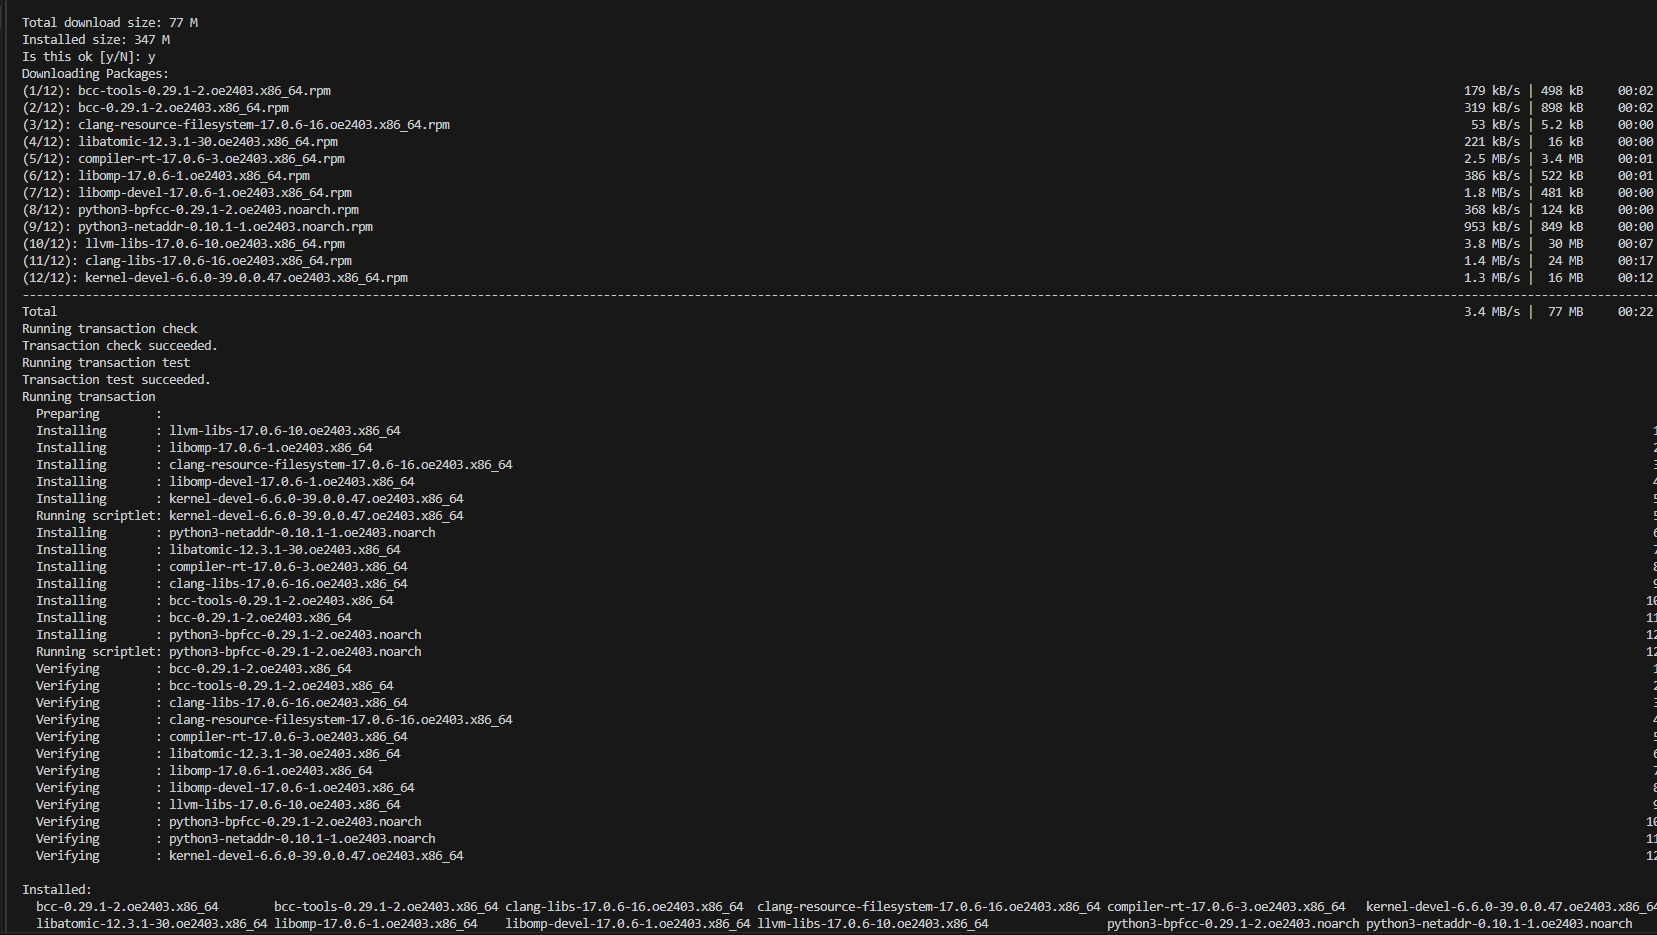 Total download size: 77 M
Installed size: 347 M
Is this ok [y/N]: y
Downloading Packages:
(1/12): bcc-tools-0.29.1-2.oe2403.x86_64.rpm 179 kB/s | 498 kB 00:02
(2/12): bcc-0.29.1-2.oe2403.x86_64.rpm 319 kB/s | 898 kB 00:02
(3/12): clang-resource-filesystem-17.0.6-16.oe2403.x86_64.rpm 53 kB/s | 5.2 kB 00:00
(4/12): libatomic-12.3.1-30.oe2403.x86_64.rpm 221 kB/s | 16 kB 00:00
(5/12): compiler-rt-17.0.6-3.oe2403.x86_64.rpm 2.5 MB/s | 3.4 MB 00:01
(6/12): libomp-17.0.6-1.oe2403.x86_64.rpm 386 kB/s | 522 kB 00:01
(7/12): libomp-devel-17.0.6-1.oe2403.x86_64.rpm 1.8 MB/s | 481 kB 00:00
(8/12): python3-bpfcc-0.29.1-2.oe2403.noarch.rpm 368 kB/s | 124 kB 00:00
(9/12): python3-netaddr-0.10.1-1.oe2403.noarch.rpm 953 kB/s | 849 kB 00:00
(10/12): llvm-libs-17.0.6-10.oe2403.x86_64.rpm 3.8 MB/s | 30 MB 00:07
(11/12): clang-libs-17.0.6-16.oe2403.x86_64.rpm 1.4 MB/s | 24 MB 00:17
(12/12): kernel-devel-6.6.0-39.0.0.47.oe2403.x86_64.rpm 1.3 MB/s | 16 MB 00:12
Total 3.4 MB/s | 77 MB 00:22
Running transaction check
Transaction check succeeded.
Running transaction test
Transaction test succeeded.
Running transaction
Preparing :
Installing : llvm-libs-17.0.6-10.oe2403.x86_64 1
Installing : libomp-17.0.6-1.oe2403.x86_64 2
Installing : clang-resource-filesystem-17.0.6-16.oe2403.x86_64 3
Installing : libomp-devel-17.0.6-1.oe2403.x86_64 4
Installing : kernel-devel-6.6.0-39.0.0.47.oe2403.x86_64 5
Running scriptlet: kernel-devel-6.6.0-39.0.0.47.oe2403.x86_64 5
Installing : python3-netaddr-0.10.1-1.oe2403.noarch 6
Installing : libatomic-12.3.1-30.oe2403.x86_64 7
Installing : compiler-rt-17.0.6-3.oe2403.x86_64 8
Installing : clang-libs-17.0.6-16.oe2403.x86_64 9
Installing : bcc-tools-0.29.1-2.oe2403.x86_64 10
Installing : bcc-0.29.1-2.oe2403.x86_64 11
Installing : python3-bpfcc-0.29.1-2.oe2403.noarch 12
Running scriptlet: python3-bpfcc-0.29.1-2.oe2403.noarch 12
Verifying : bcc-0.29.1-2.oe2403.x86_64 1
Verifying : bcc-tools-0.29.1-2.oe2403.x86_64 2
Verifying : clang-libs-17.0.6-16.oe2403.x86_64 3
Verifying : clang-resource-filesystem-17.0.6-16.oe2403.x86_64 4
Verifying : compiler-rt-17.0.6-3.oe2403.x86_64 5
Verifying : libatomic-12.3.1-30.oe2403.x86_64 6
Verifying : libomp-17.0.6-1.oe2403.x86_64 7
Verifying : libomp-devel-17.0.6-1.oe2403.x86_64 8
Verifying : llvm-libs-17.0.6-10.oe2403.x86_64 9
Verifying : python3-bpfcc-0.29.1-2.oe2403.noarch 10
Verifying : python3-netaddr-0.10.1-1.oe2403.noarch 11
Verifying : kernel-devel-6.6.0-39.0.0.47.oe2403.x86_64 12
Installed:
bcc-0.29.1-2.oe2403.x86_64 bcc-tools-0.29.1-2.oe2403.x86_64 clang-libs-17.0.6-16.oe2403.x86_64 clang-resource-filesystem-17.0.6-16.oe2403.x86_64 compiler-rt-17.0.6-3.oe2403.x86_64 kernel-devel-6.6.0-39.0.0.47.oe2403.x86_64
libatomic-12.3.1-30.oe2403.x86_64 libomp-17.0.6-1.oe2403.x86_64 libomp-devel-17.0.6-1.oe2403.x86_64 llvm-libs-17.0.6-10.oe2403.x86_64 python3-bpfcc-0.29.1-2.oe2403.noarch python3-netaddr-0.10.1-1.oe2403.noarch